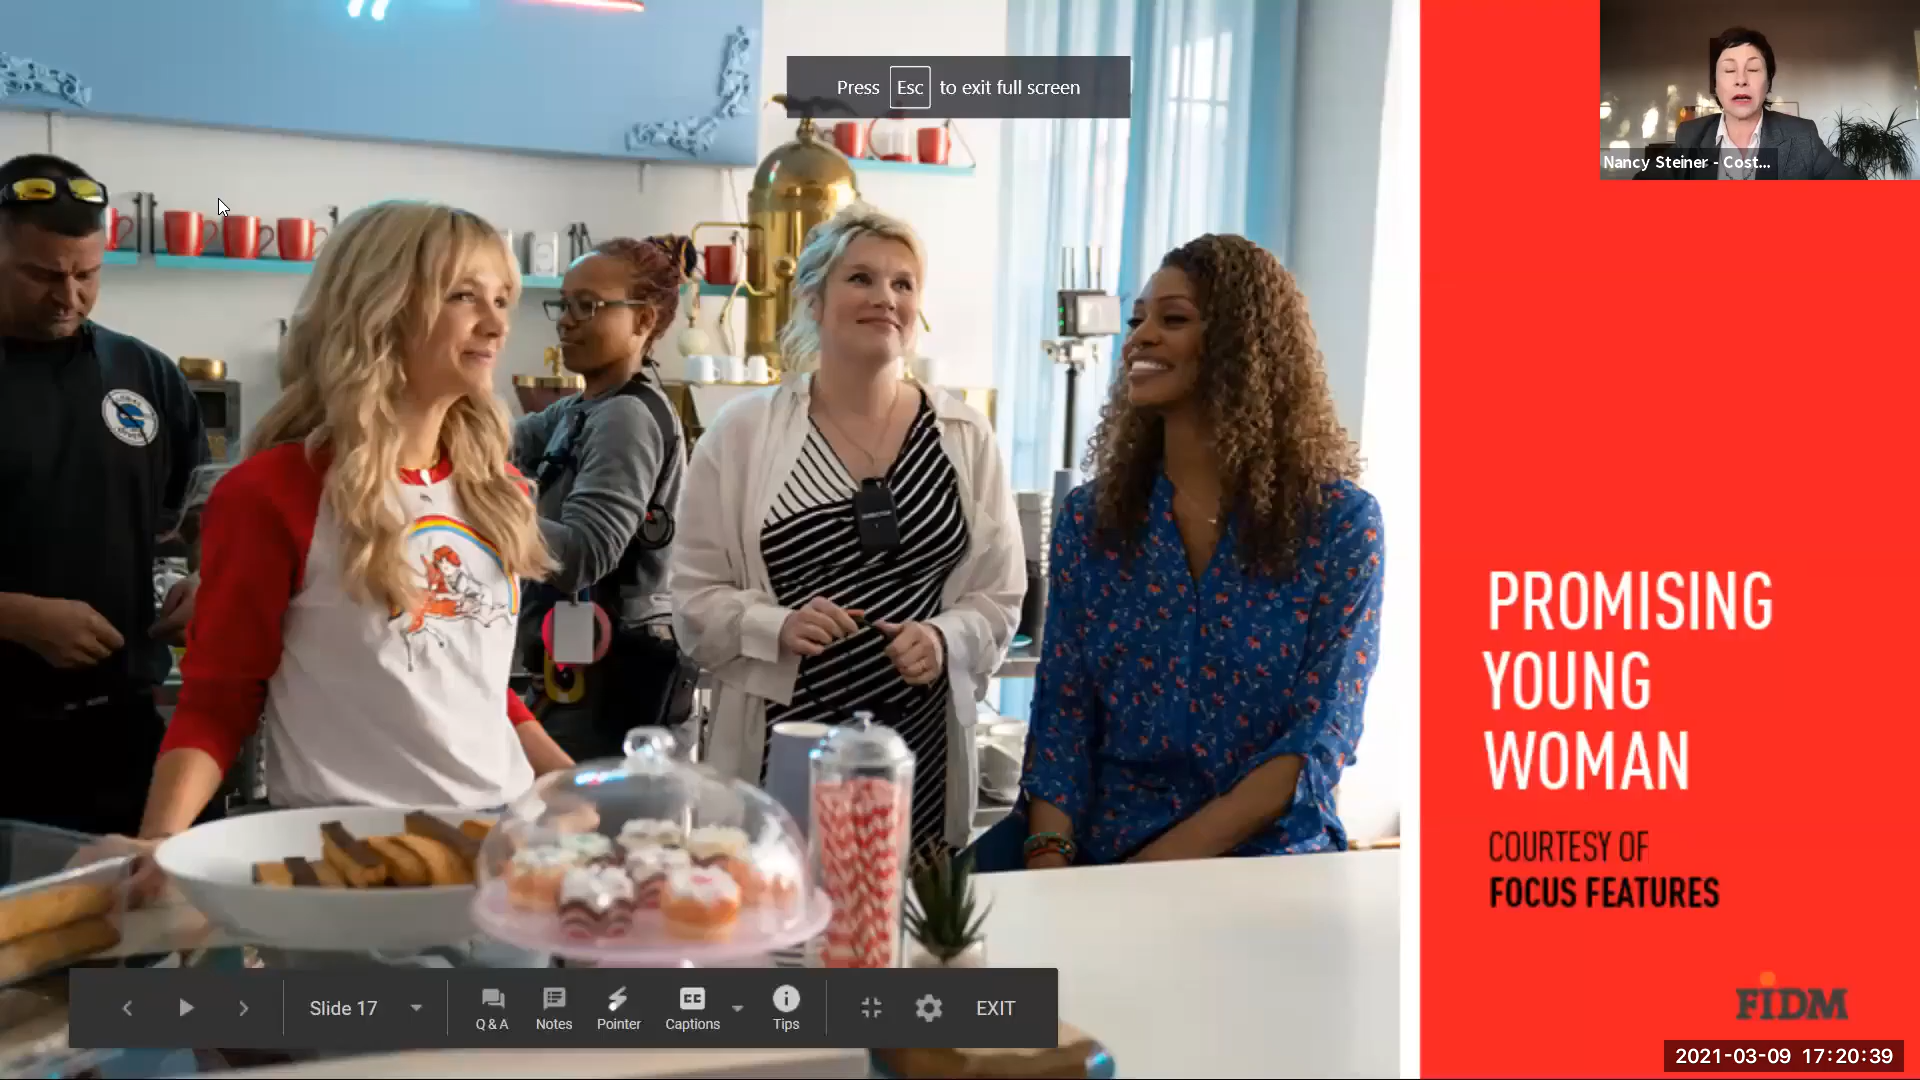 Press Esc to exit full screen
Nancy Steiner - Cost...
PROMISING
YOUNG
WOMAN
COURTESY OF
FOCUS FEATURES
FIDM
Slide 17
Q & A
Notes
Pointer
CC
Captions
Tips
EXIT
2021-03-09 17:20:39